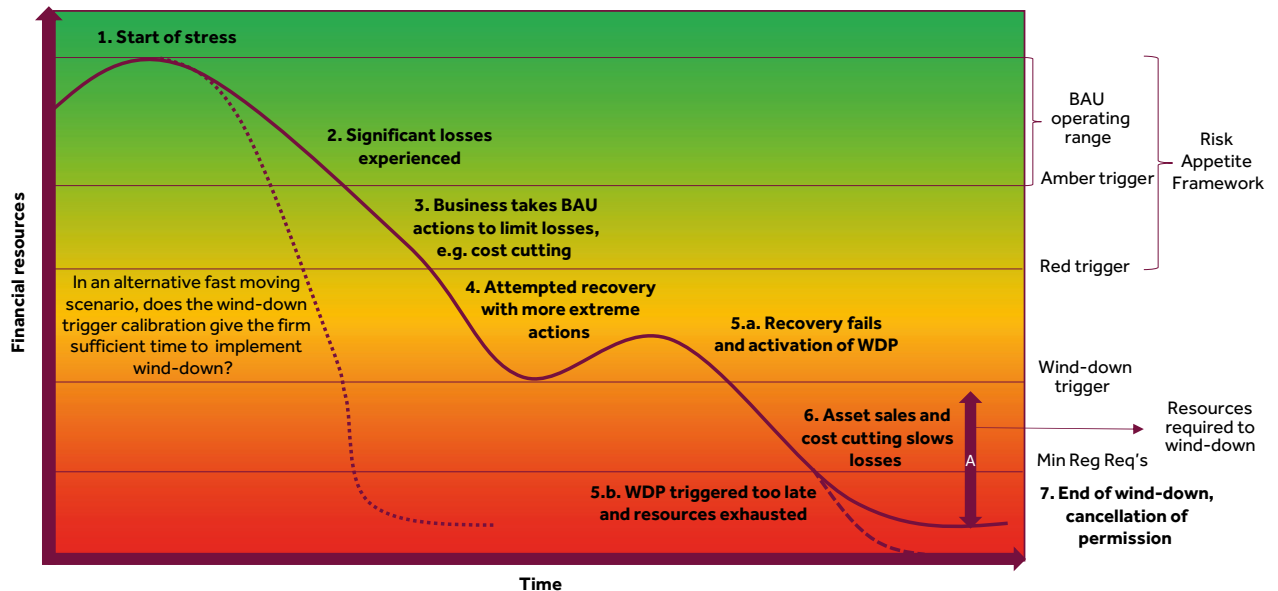 1. Start of stress
2. Significant losses
experienced
3. Business takes BAU
actions to limit losses,
e.g. cost cutting
In an alternative fast moving
scenario, does the wind-down
trigger calibration give the firm
sufficient time to implement
wind-down?
4. Attempted recovery
with more extreme
actions
5.a. Recovery fails
and activation of WDP
6. Asset sales and
cost cutting slows
losses
5.b. WDP triggered too late
and resources exhausted
A
BAU
operating
range
Amber trigger
Risk
Appetite
Framework
Red trigger
Wind-down
trigger
Resources
required to
wind-down
Min Reg Req's
7. End of wind-down,
cancellation of
permission
Financial resources
Time